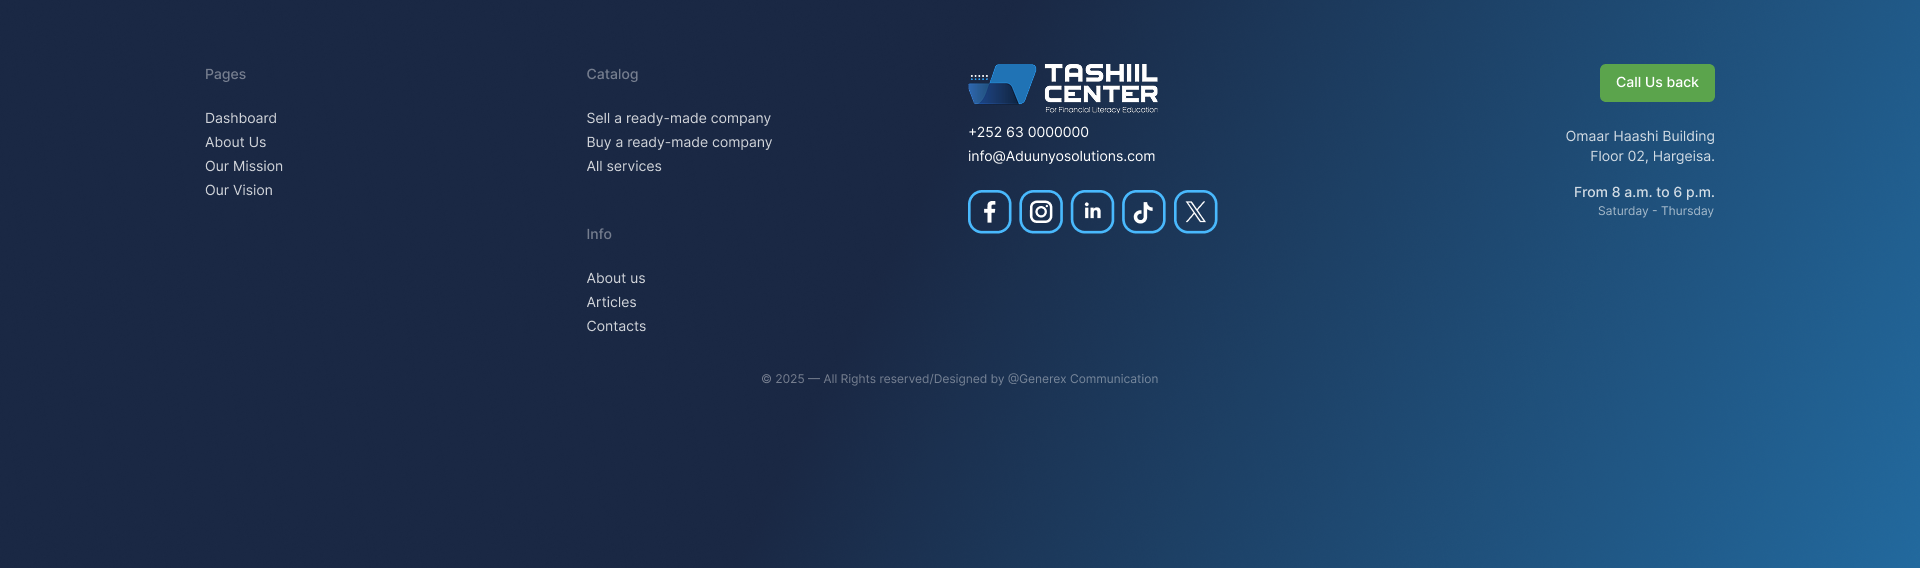 Pages
Dashboard
About Us
Our Mission
Our Vision
Catalog
Sell a ready-made company
Buy a ready-made company
All services
Info
About us
Articles
Contacts
TASHIIL
CENTER
For Financial Literacy Education
+252 63 0000000
info@Aduunyosolutions.com
Call Us back
Omaar Haashi Building
Floor 02, Hargeisa.
From 8 a.m. to 6 p.m.
Saturday - Thursday
© 2025 — All Rights reserved/Designed by @Generex Communication